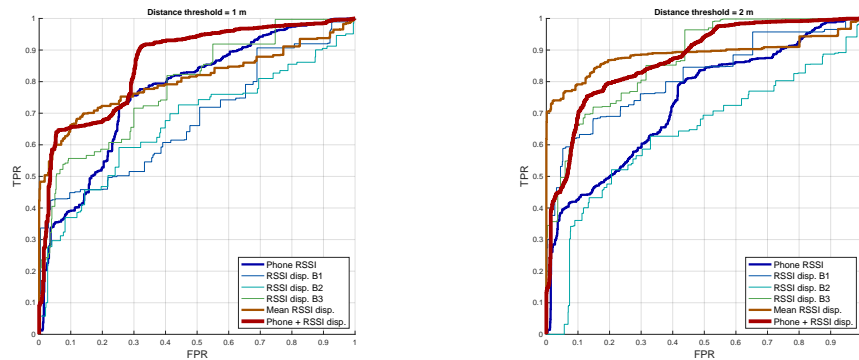 Distance threshold = 1 m
1
0.9
0.8
0.7
0.6
0.5
0.4
0.3
0.2
0.1
0
TPR
0 0.1 0.2 0.3 0.4 0.5 0.6 0.7 0.8 0.9 1
FPR
Phone RSSI
RSSI disp. B1
RSSI disp. B2
RSSI disp. B3
Mean RSSI disp.
Phone + RSSI disp.
Distance threshold = 2 m
1
0.9
0.8
0.7
0.6
0.5
0.4
0.3
0.2
0.1
0
TPR
0 0.1 0.2 0.3 0.4 0.5 0.6 0.7 0.8 0.9
FPR
Phone RSSI
RSSI disp. B1
RSSI disp. B2
RSSI disp. B3
Mean RSSI disp.
Phone + RSSI disp.